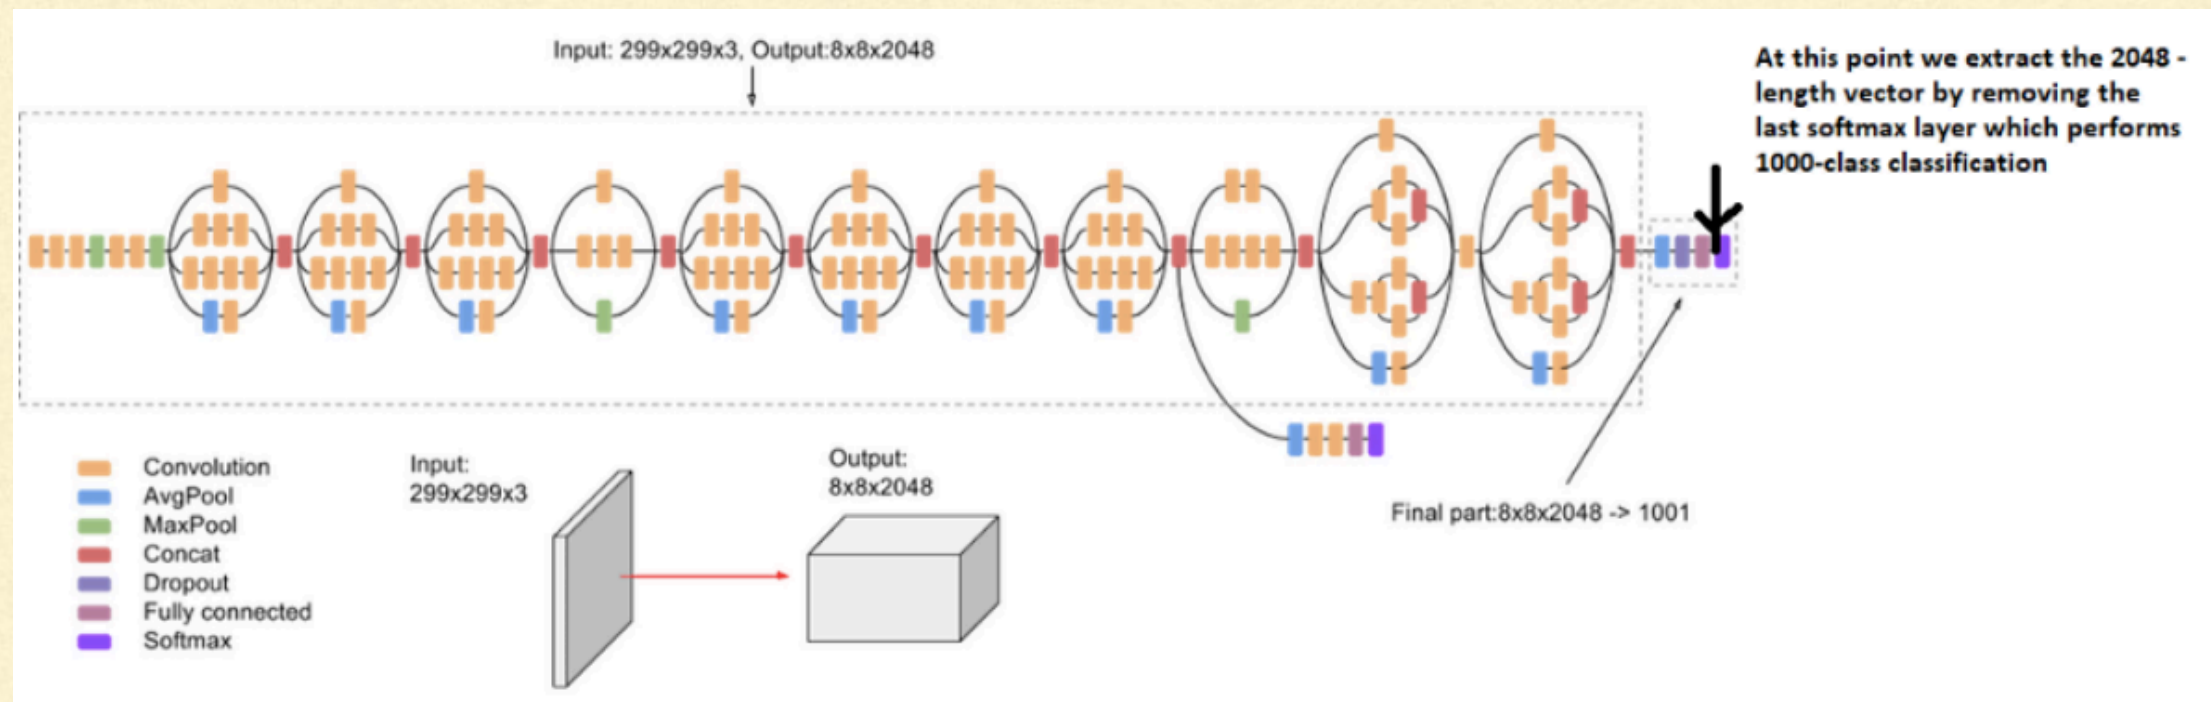 Input: 299x299x3, Output:8x8x2048
At this point we extract the 2048 -
length vector by removing the
last softmax layer which performs
1000-class classification
Convolution
AvgPool
MaxPool
Concat
Dropout
Fully connected
Softmax
Input:
299x299x3
Output:
8x8x2048
Final part:8x8x2048 -> 1001